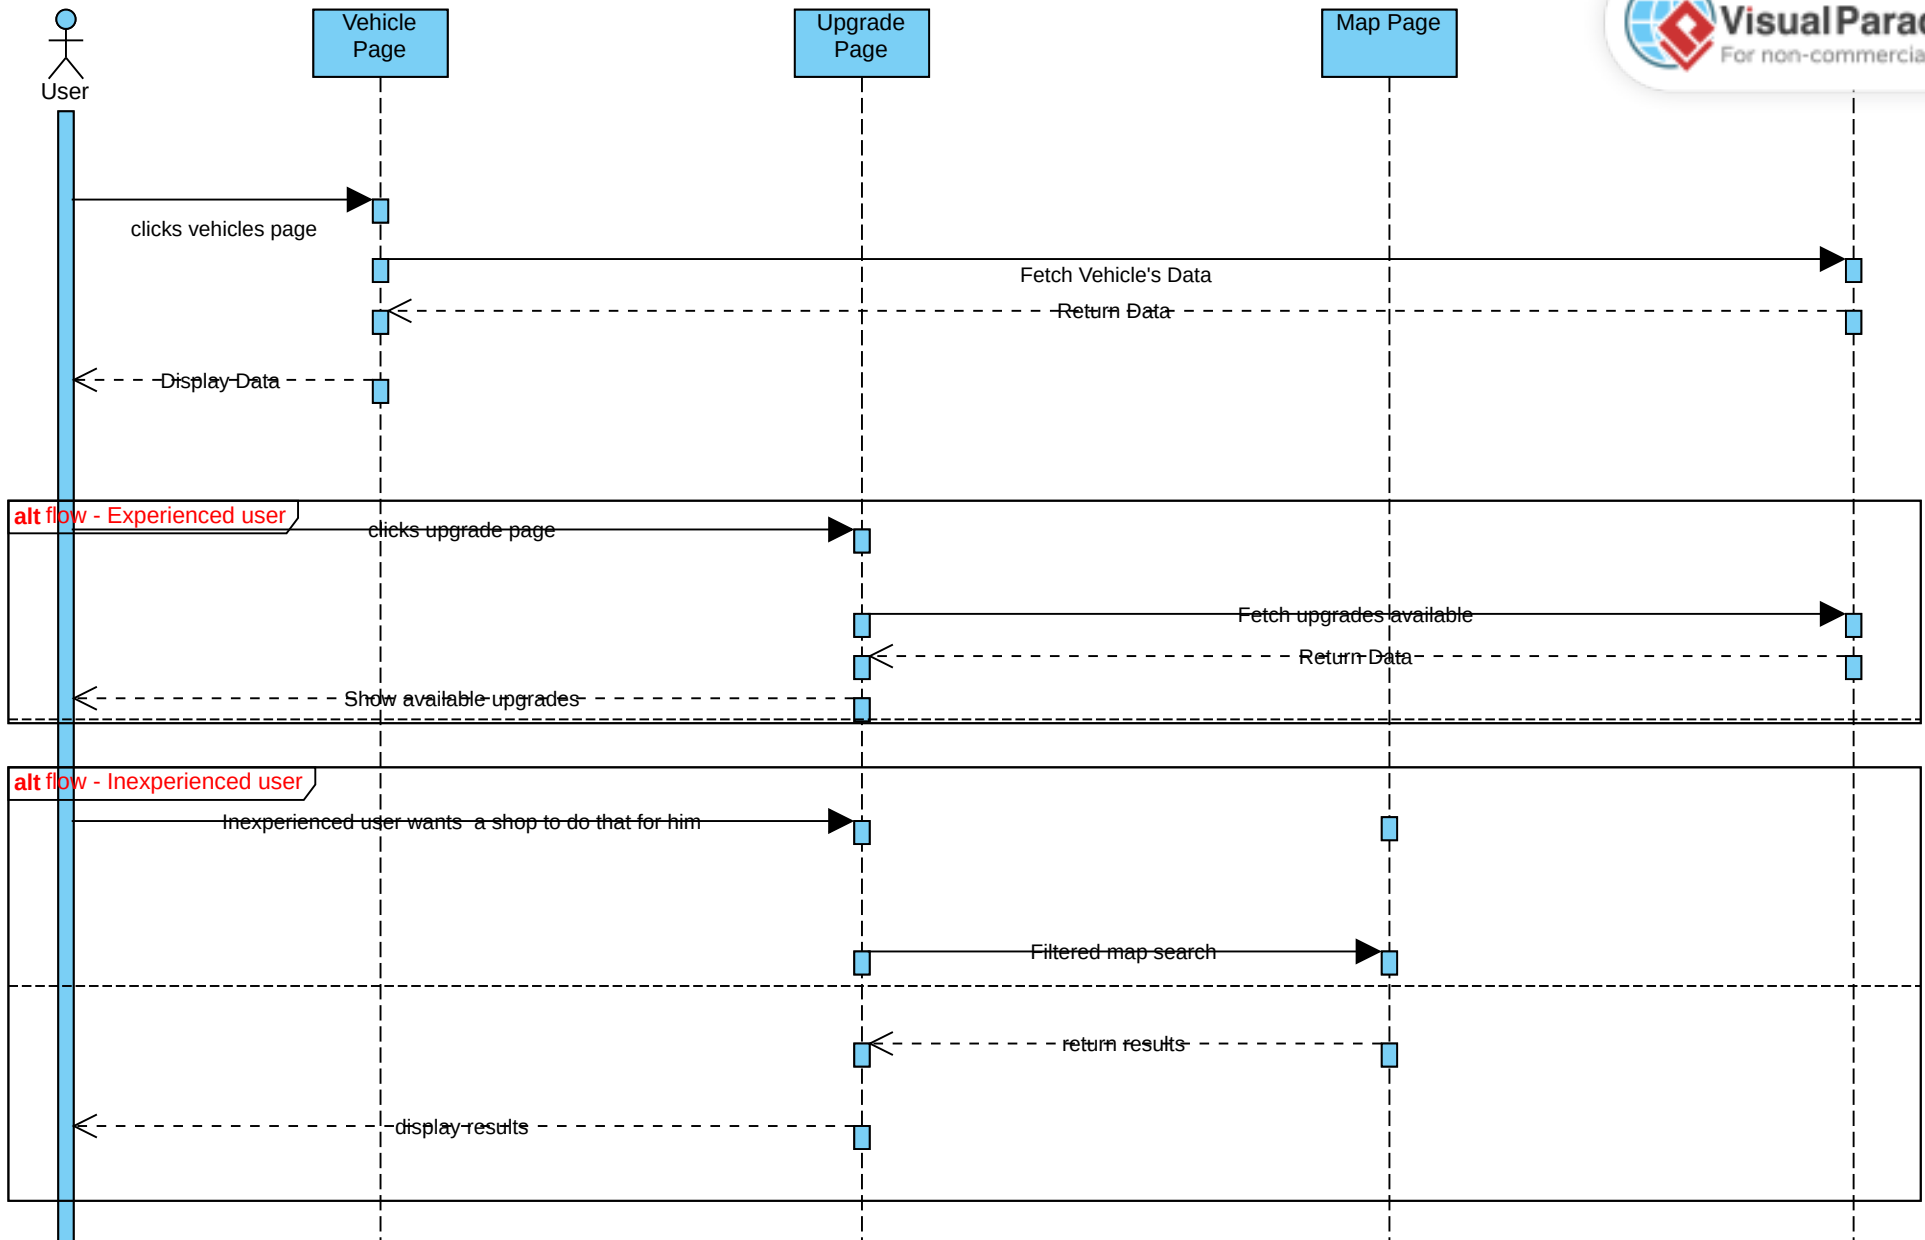 Vehicle
Page
Upgrade
Page
Map Page
Visual Parac
For non-commercia
User
clicks vehicles page
Fetch Vehicle's Data
Return Data
Display Data
alt flow - Experienced user
clicks upgrade page
Fetch upgrades available
Return Data
Show available upgrades
alt flow - Inexperienced user
Inexperienced user wants  a shop to do that for him
Filtered map search
return results
display results